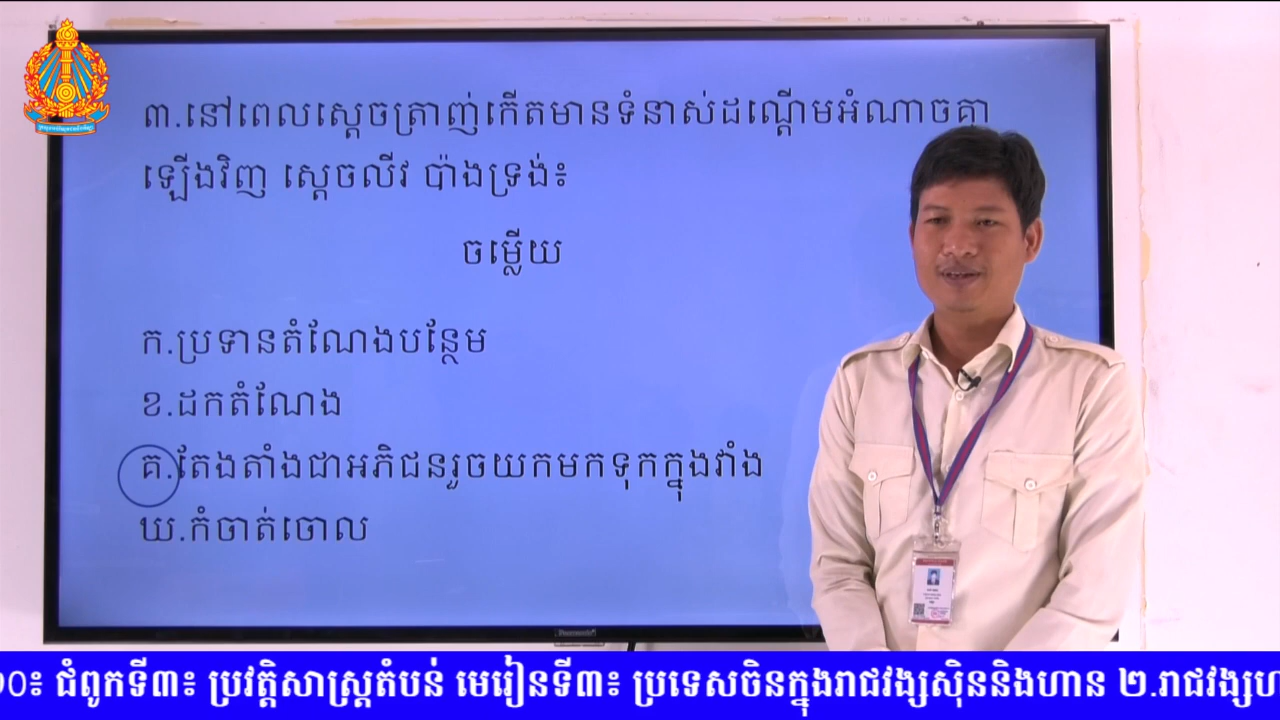 ៣.នៅពេលស្តេចត្រាញ់កើតមានទំនាស់ដណ្តើមអំណាចគ្នា
ឡើងវិញ ស្តេចលីវ ប៉ាងទ្រង់៖
ចម្លើយ
ក.ប្រទានតំណែងបន្ថែម
ខ.ដកតំណែង
គ.តែងតាំងជាអភិជនរួចយកមកទុកក្នុងវាំង
ឃ.កំចាត់ចោល
Panasonic
០៖ ជំពូកទី៣៖ ប្រវត្តិសាស្ត្រតំបន់ មេរៀនទី៣៖ ប្រទេសចិនក្នុងរាជវង្សស៊ិននិងហាន ២.រាជវង្សហ